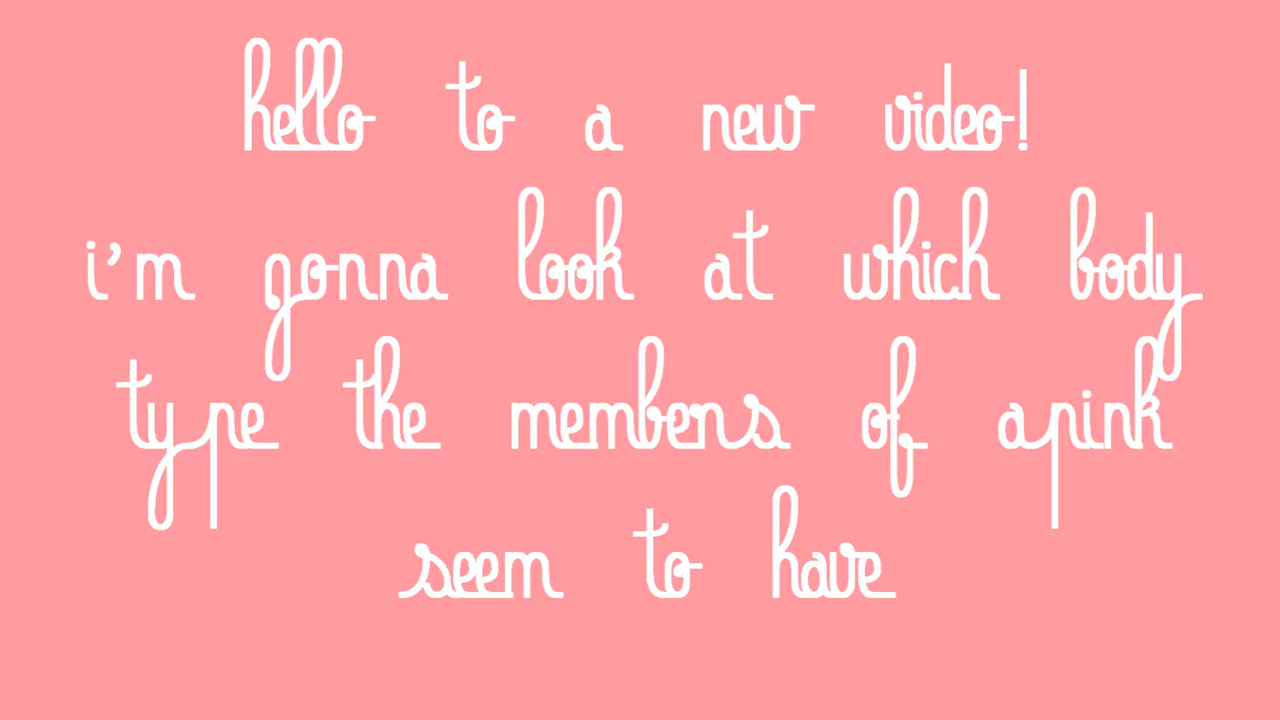 hello to a new video!
i'm gonna look at which body
type the members of apink
seem to have